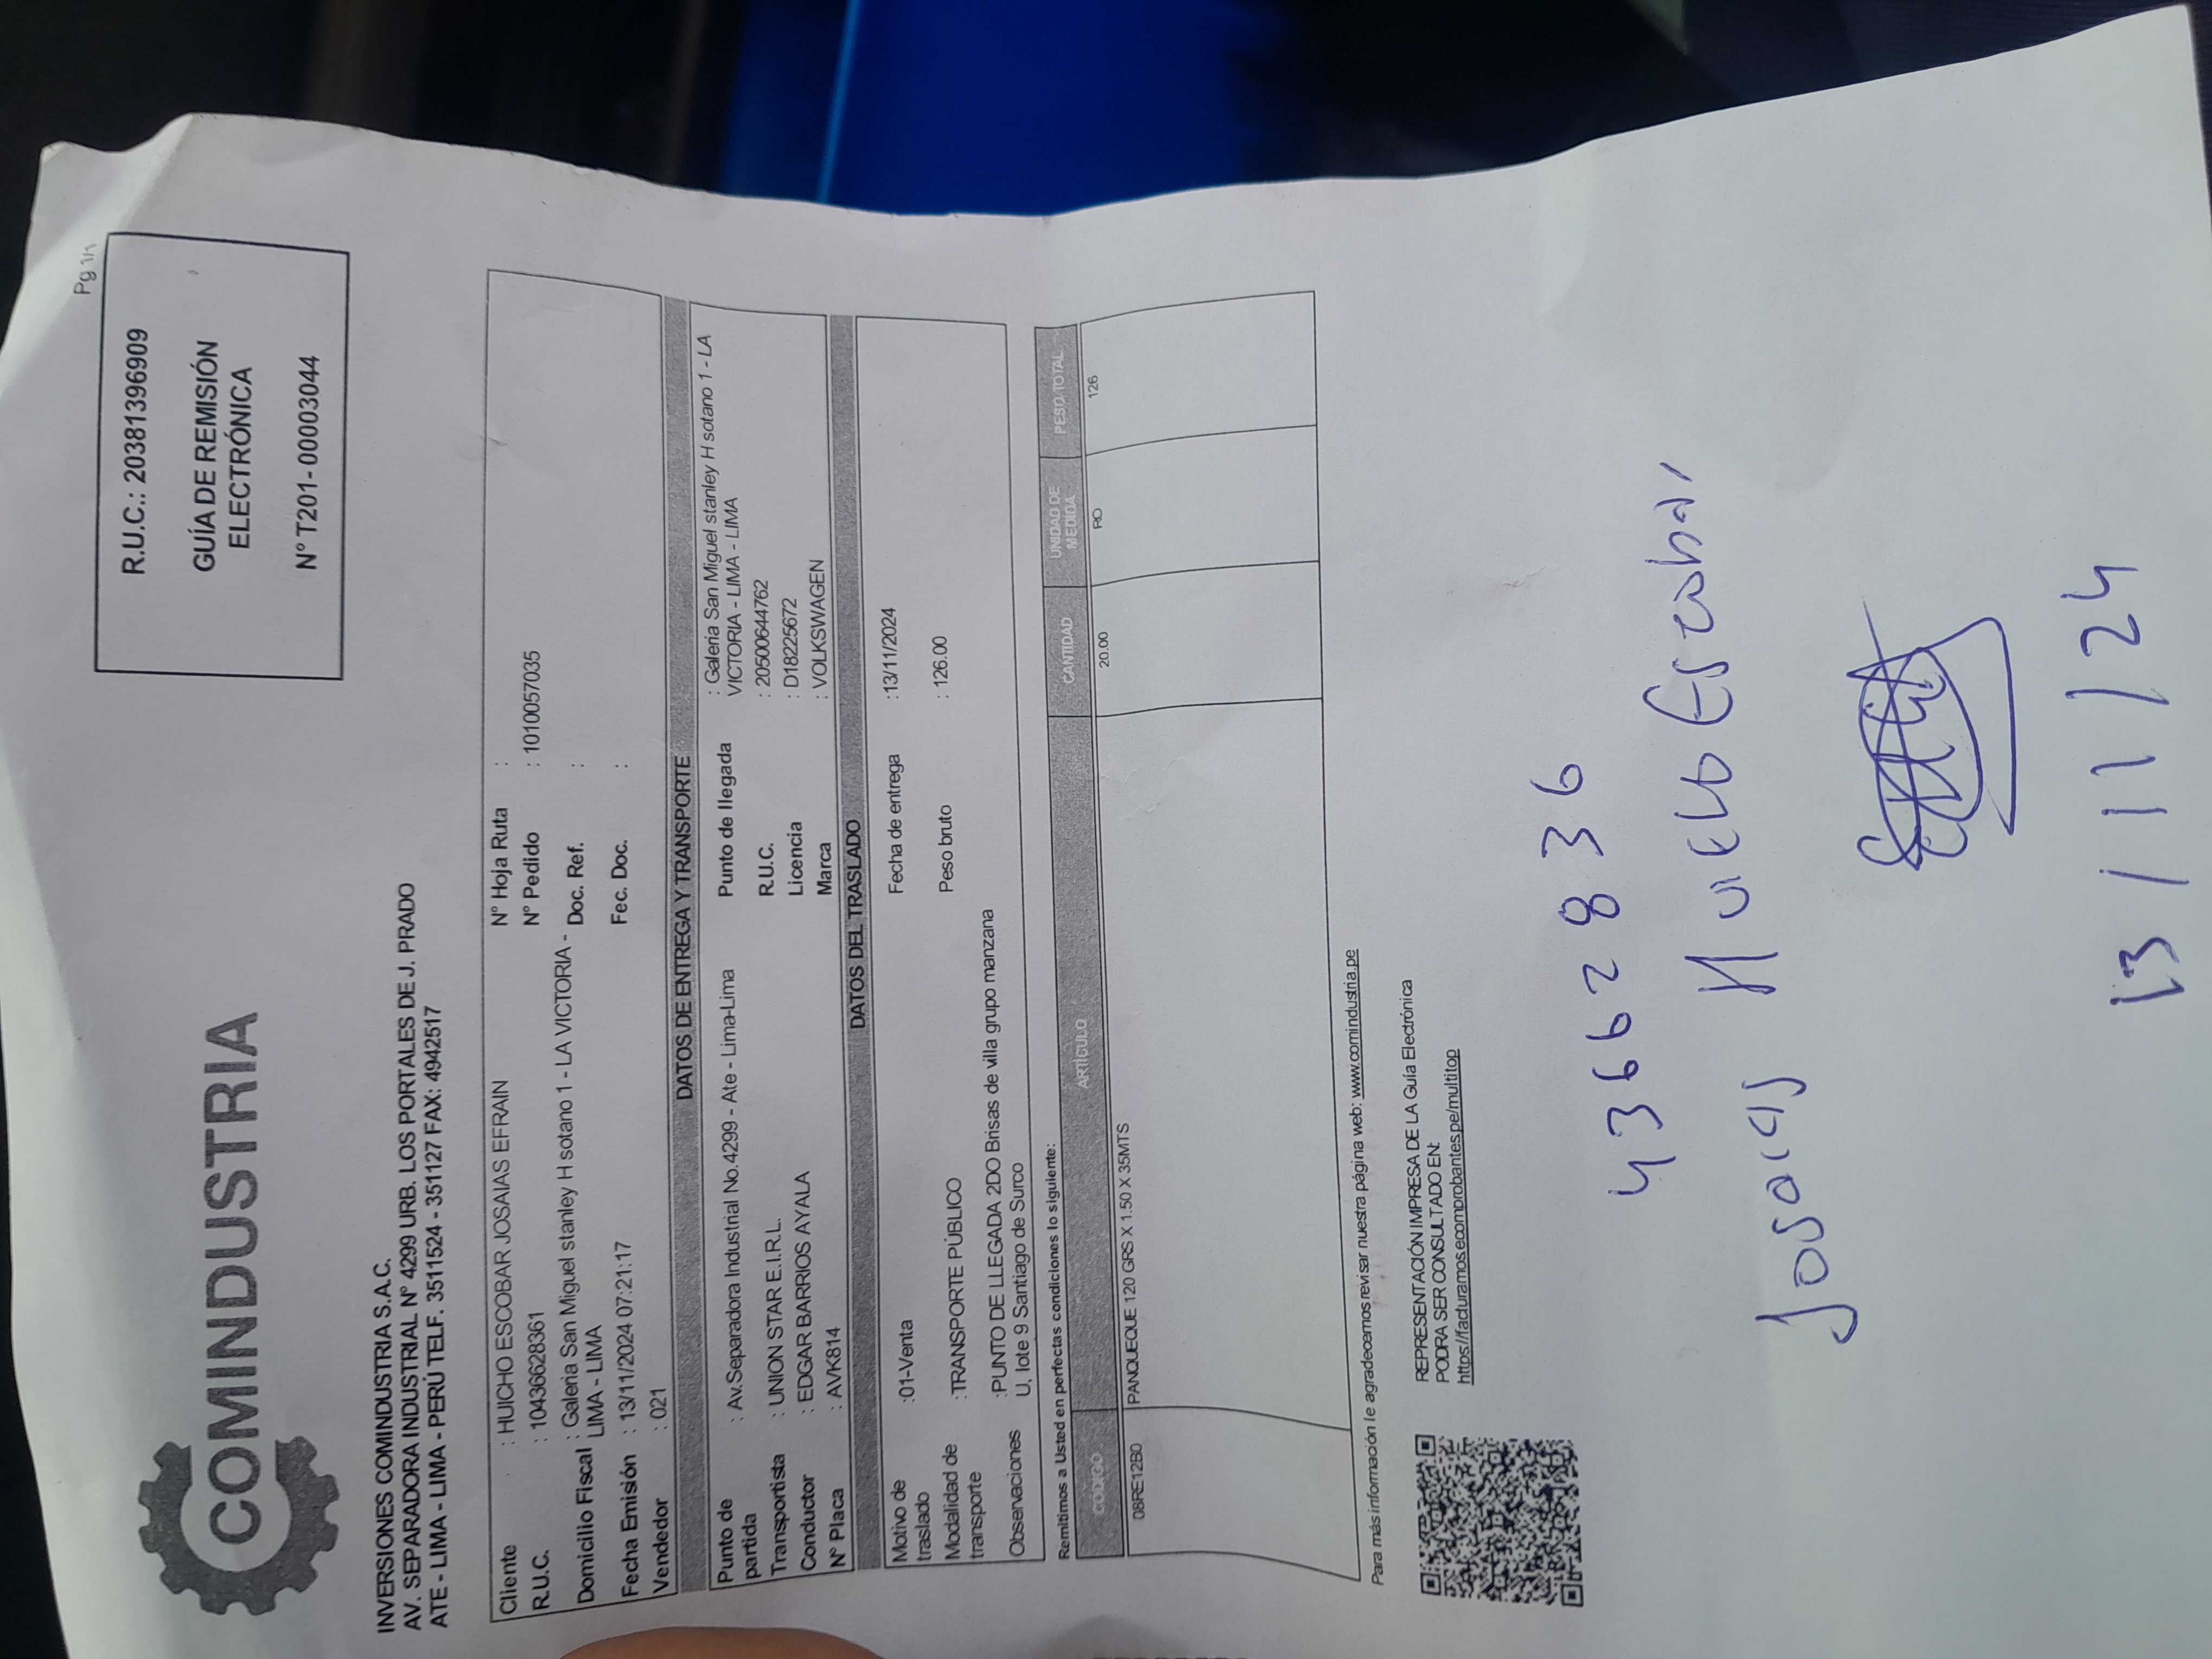 Pg 1/1
COMINDUSTRIA
R.U.C.: 20381396909
GUÍA DE REMISIÓN
ELECTRÓNICA
N° T201- 00003044
INVERSIONES COMINDUSTRIA S.A.C.
AV. SEPARADORA INDUSTRIAL N° 4299 URB. LOS PORTALES DE J. PRADO
ATE - LIMA - LIMA - PERÚ TELF. 3511524 - 351127 FAX: 4942517
Cliente : HUICHO ESCOBAR JOSAIAS EFRAIN N° Hoja Ruta :
R.U.C. : 10436628361 N° Pedido : 1010057035
Domicilio Fiscal : Galeria San Miguel stanley H sotano 1 - LA VICTORIA - Doc. Ref. :
LIMA - LIMA
Fecha Emisión : 13/11/2024 07:21:17 Fec. Doc. :
Vendedor : 021
DATOS DE ENTREGA Y TRANSPORTE
Punto de partida : Av.Separadora Industrial No.4299 - Ate - Lima-Lima Punto de llegada : Galeria San Miguel stanley H sotano 1 - LA
VICTORIA - LIMA - LIMA
Transportista : UNION STAR E.I.R.L. R.U.C. : 20500644762
Conductor : EDGAR BARRIOS AYALA Licencia : D18225672
N° Placa : AVK814 Marca : VOLKSWAGEN
DATOS DEL TRASLADO
Motivo de traslado :01-Venta Fecha de entrega :13/11/2024
Modalidad de transporte :TRANSPORTE PÚBLICO Peso bruto : 126.00
Observaciones :PUNTO DE LLEGADA 2DO Brisas de villa grupo manzana
U, lote 9 Santiago de Surco
Remitimos a Usted en perfectas condiciones lo siguiente:
CODIGO ARTÍCULO CANTIDAD UNIDAD DE MEDIDA PESO TOTAL
08RE12B0 PANQUEQUE 120 GRS X 1.50 X 35MTS 20.00 RO 126
Para más información le agradecemos revisar nuestra página web: www.comindustria.pe
REPRESENTACIÓN IMPRESA DE LA Guía Electrónica
PODRA SER CONSULTADO EN:
https://facturamos.ecomprobantes.pe/multitop
43662836
Josaias Huicho Escobar
13/11/24